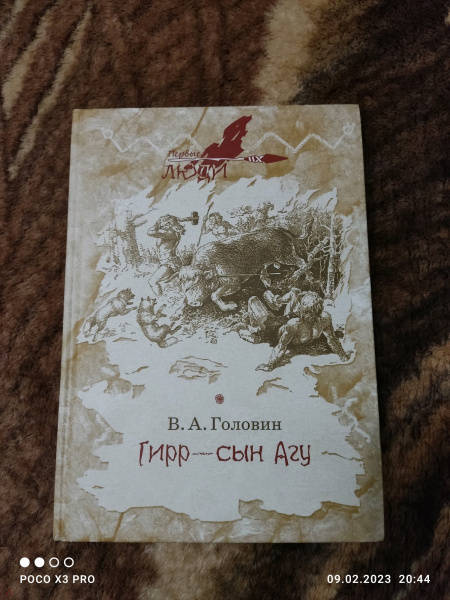 Первые
ЛЮДИ
В. А. Головин
Гирр—сын Агу
POCO X3 PRO
09.02.2023 20:44